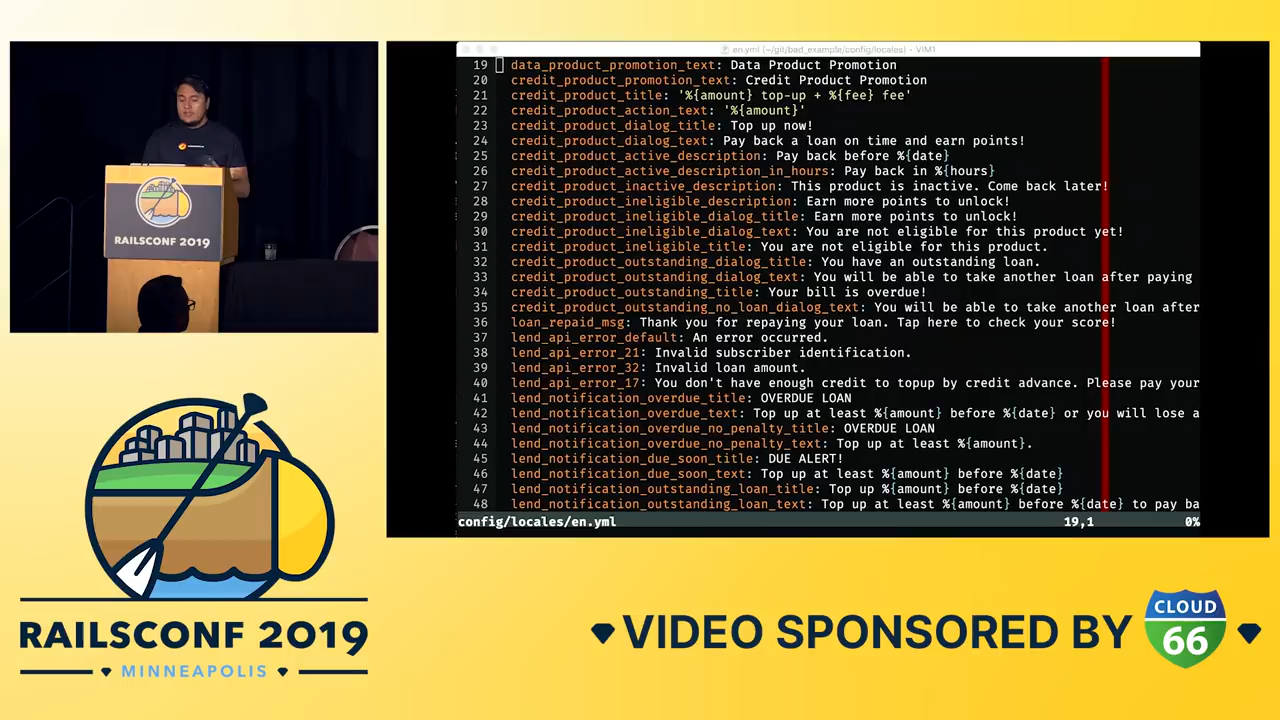 RAILSCONF 2019
en.yml (~/git/bad_example/config/locales) - VIM1
19 data_product_promotion_text: Data Product Promotion
20 credit_product_promotion_text: Credit Product Promotion
21 credit_product_title: '%{amount} top-up + %{fee} fee'
22 credit_product_action_text: '%{amount}'
23 credit_product_dialog_title: Top up now!
24 credit_product_dialog_text: Pay back a loan on time and earn points!
25 credit_product_active_description: Pay back before %{date}
26 credit_product_active_description_in_hours: Pay back in %{hours}
27 credit_product_inactive_description: This product is inactive. Come back later!
28 credit_product_ineligible_description: Earn more points to unlock!
29 credit_product_ineligible_dialog_title: Earn more points to unlock!
30 credit_product_ineligible_dialog_text: You are not eligible for this product yet!
31 credit_product_ineligible_title: You are not eligible for this product.
32 credit_product_outstanding_dialog_title: You have an outstanding loan.
33 credit_product_outstanding_dialog_text: You will be able to take another loan after paying
34 credit_product_outstanding_title: Your bill is overdue!
35 credit_product_outstanding_no_loan_dialog_text: You will be able to take another loan after
36 loan_repaid_msg: Thank you for repaying your loan. Tap here to check your score!
37 lend_api_error_default: An error occurred.
38 lend_api_error_21: Invalid subscriber identification.
39 lend_api_error_32: Invalid loan amount.
40 lend_api_error_17: You don't have enough credit to topup by credit advance. Please pay your
41 lend_notification_overdue_title: OVERDUE LOAN
42 lend_notification_overdue_text: Top up at least %{amount} before %{date} or you will lose a
43 lend_notification_overdue_no_penalty_title: OVERDUE LOAN
44 lend_notification_overdue_no_penalty_text: Top up at least %{amount}.
45 lend_notification_due_soon_title: DUE ALERT!
46 lend_notification_due_soon_text: Top up at least %{amount} before %{date}
47 lend_notification_outstanding_loan_title: Top up %{amount} before %{date}
48 lend_notification_outstanding_loan_text: Top up at least %{amount} before %{date} to pay ba
config/locales/en.yml 19,1 0%
RAILSCONF 2019
MINNEAPOLIS
VIDEO SPONSORED BY
CLOUD
66